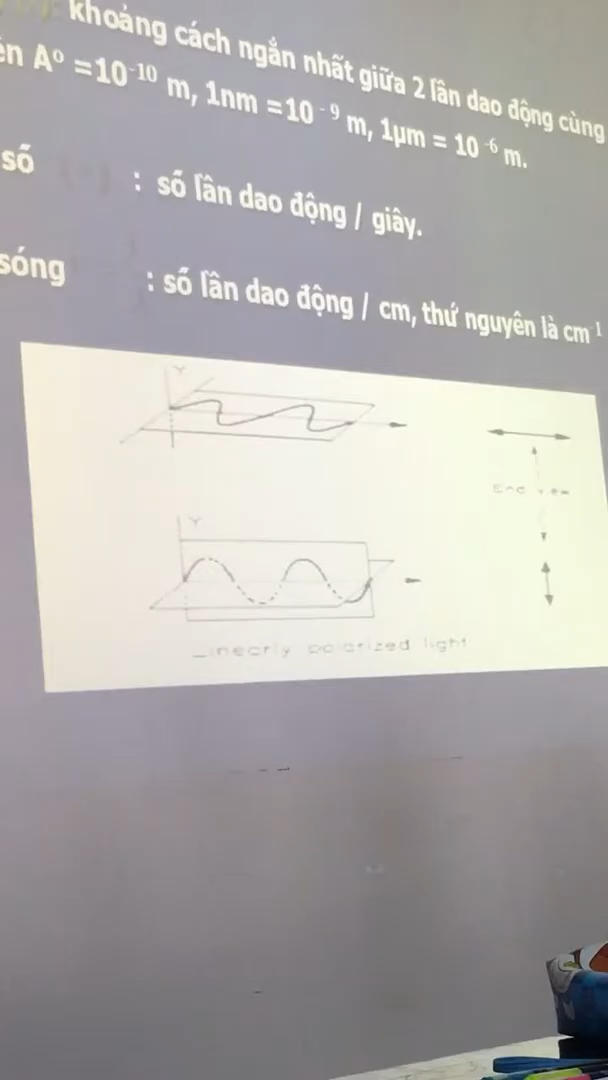 khoảng cách ngắn nhất giữa 2 lần dao động cùng
A⁰ =10⁻¹⁰ m, 1nm =10⁻⁹ m, 1µm = 10⁻⁶ m.
số : số lần dao động / giây.
sóng : số lần dao động / cm, thứ nguyên là cm⁻¹
Y
End view
Y
Linearly polarized light